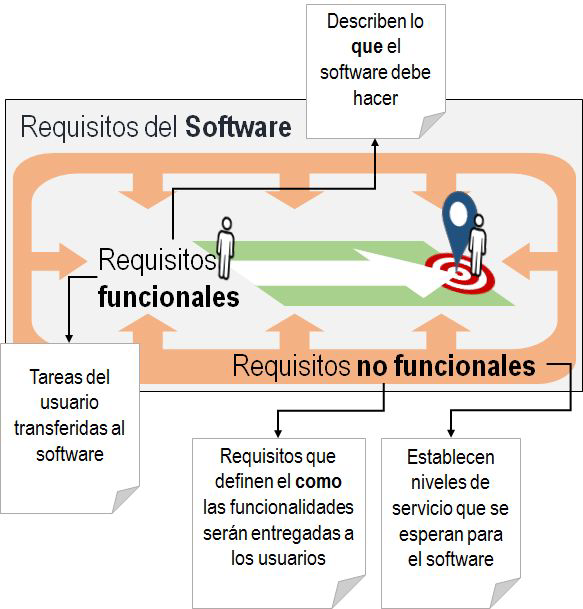 Describen lo
que el
software debe
hacer
Requisitos del Software
Requisitos
funcionales
Requisitos no funcionales
Tareas del
usuario
transferidas al
software
Requisitos que
definen el como
las funcionalidades
serán entregadas a
los usuarios
Establecen
niveles de
servicio que se
esperan para
el software